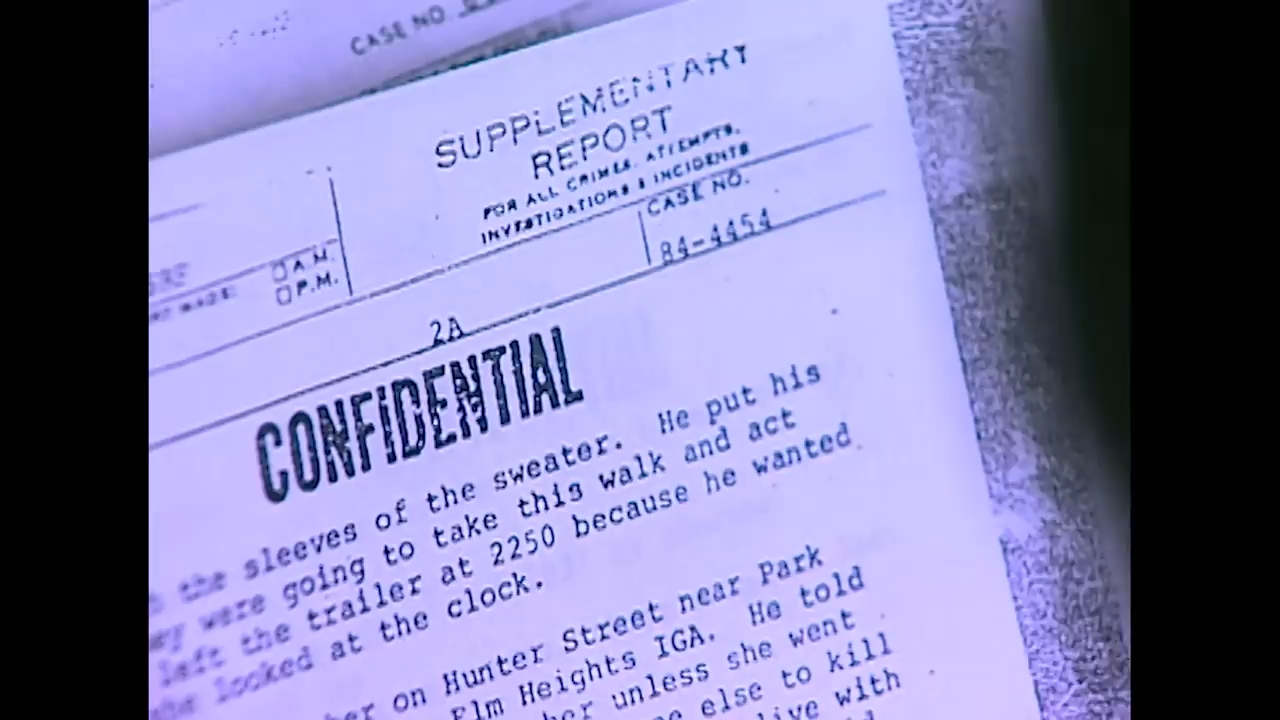 CASE NO.
SUPPLEMENTARY
REPORT
FOR ALL CRIMES, ATTEMPTS,
INVESTIGATIONS & INCIDENTS
CASE NO.
84-4454
A.M.
P.M.
2A
CONFIDENTIAL
the sleeves of the sweater. He put his
were going to take this walk and act
left the trailer at 2250 because he wanted
looked at the clock.
on Hunter Street near Park
Elm Heights IGA. He told
her unless she went
else to kill
live with